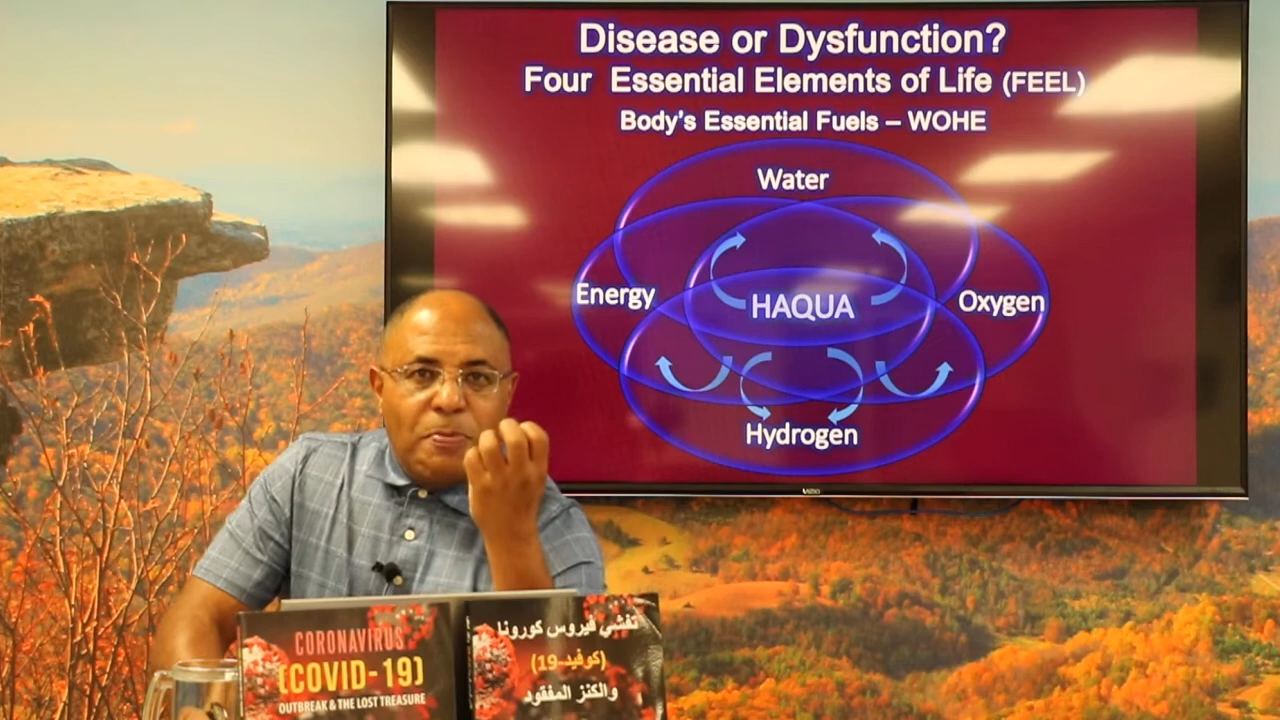 Disease or Dysfunction?
Four Essential Elements of Life (FEEL)
Body's Essential Fuels – WOHE
Water
Energy
HAQUA
Oxygen
Hydrogen
VIZIO
CORONAVIRUS
(COVID-19)
OUTBREAK & THE LOST TREASURE
تفشي فيروس كورونا
(كوفيد-19)
والكنز المفقود